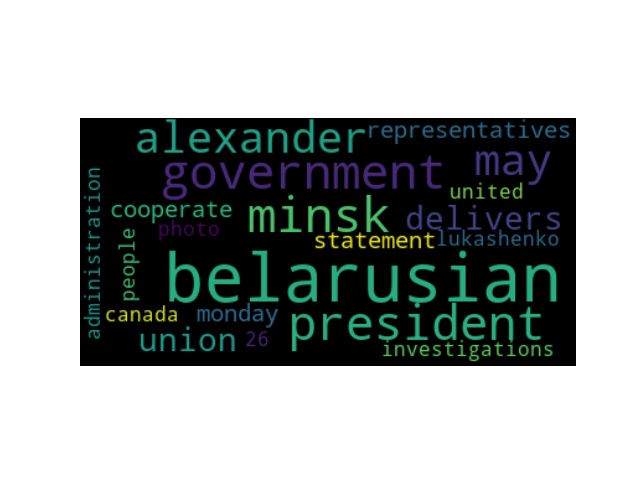 alexander
representatives
government
may
united
cooperate
minsk
delivers
photo
statement
lukashenko
administration
people
belarusian
canada
monday
president
union
26
investigations